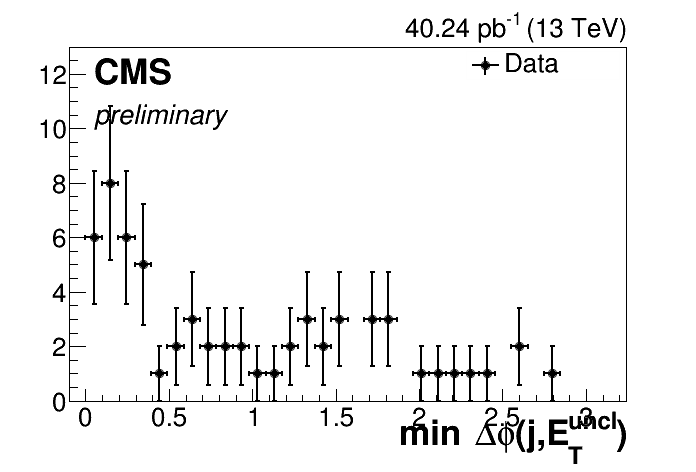 40.24 pb⁻¹ (13 TeV)
CMS
preliminary
Data
12
10
8
6
4
2
0
0 0.5 1 1.5 2 2.5 3
min Δϕ(j,E_T^uncl)